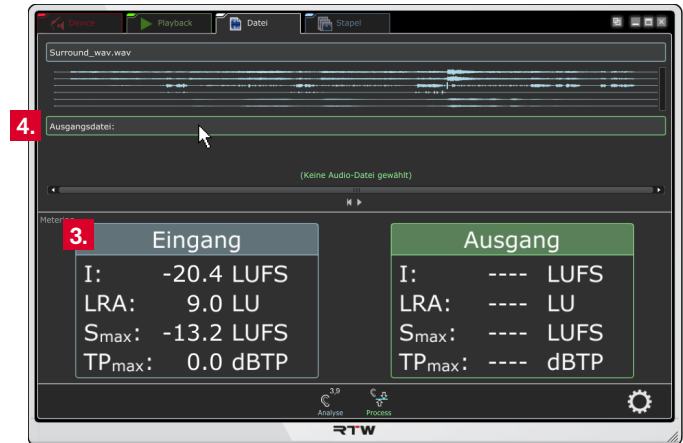 Device
Playback
Datei
Stapel
Surround_wav.wav
4.
Ausgangsdatei:
(Keine Audio-Datei gewählt)
Metering
3.
Eingang
I: -20.4 LUFS
LRA: 9.0 LU
Smax: -13.2 LUFS
TPmax: 0.0 dBTP
Ausgang
I: ---- LUFS
LRA: ---- LU
Smax: ---- LUFS
TPmax: ---- dBTP
3,9
Analyse
Process
RTW